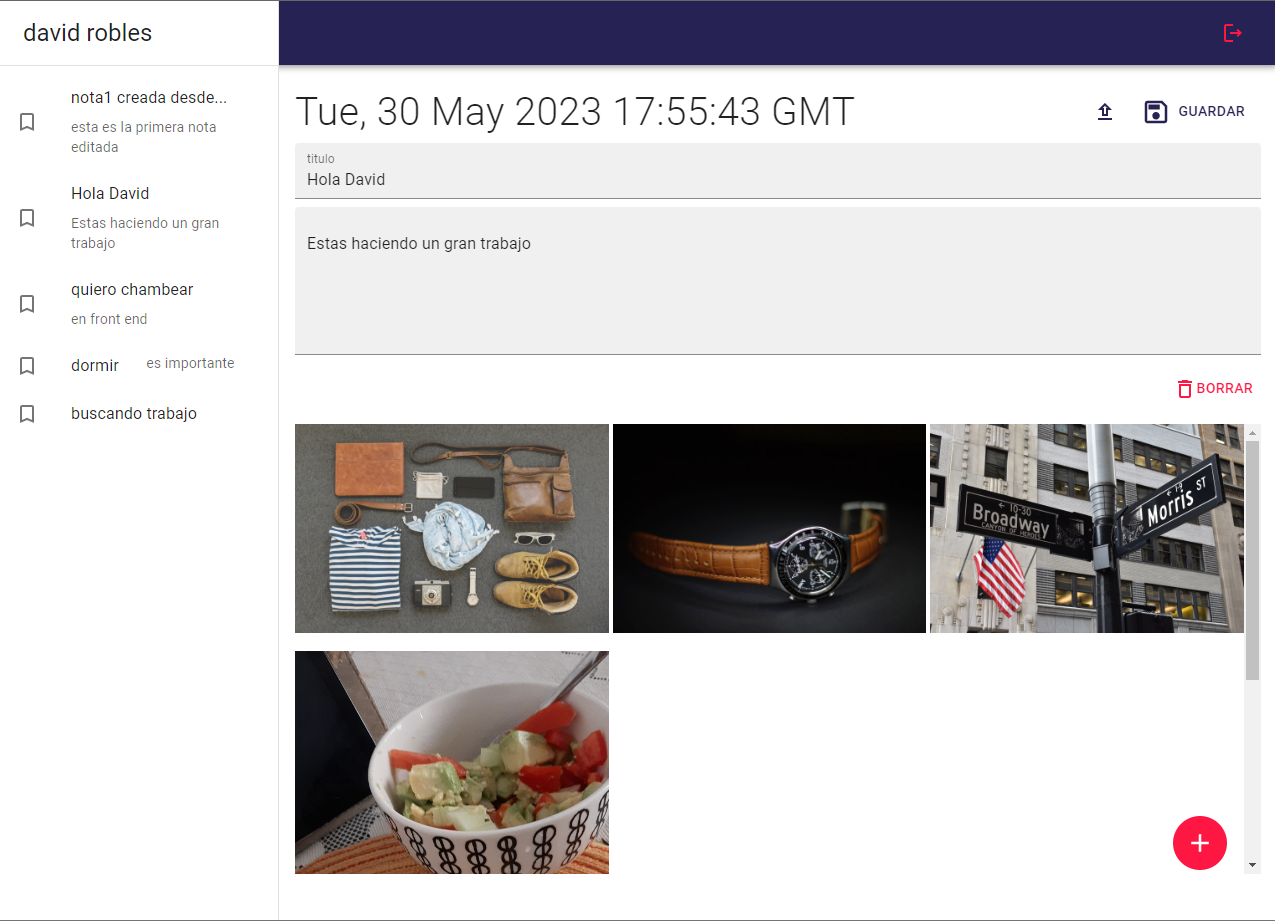 david robles
nota1 creada desde...
esta es la primera nota
editada
Hola David
Estas haciendo un gran
trabajo
quiero chambear
en front end
dormir es importante
buscando trabajo
Tue, 30 May 2023 17:55:43 GMT
GUARDAR
titulo
Hola David
Estas haciendo un gran trabajo
BORRAR
← 10-30
Broadway
CANYON OF HEROES
Morris ST